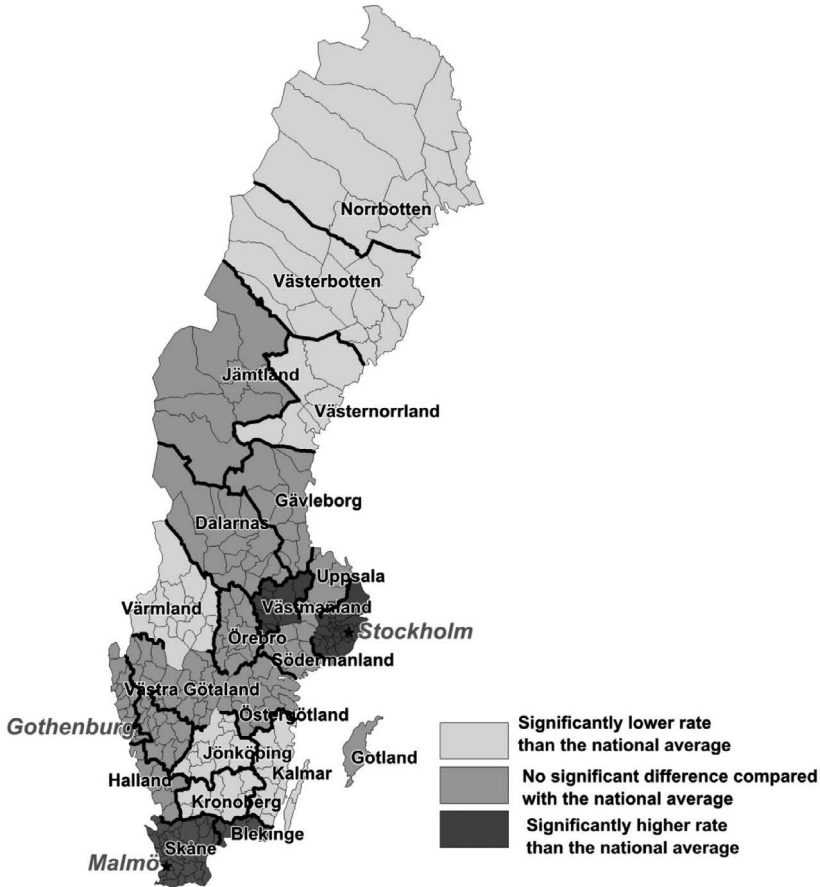 Norrbotten
Västerbotten
Jämtland
Västernorrland
Gävleborg
Dalarnas
Uppsala
Värmland
Västmanland
Örebro
Stockholm
Södermanland
Västra Götaland
Östergötland
Gothenburg
Jönköping
Gotland
Kalmar
Halland
Kronoberg
Blekinge
Skåne
Malmö
Significantly lower rate
than the national average
No significant difference compared
with the national average
Significantly higher rate
than the national average